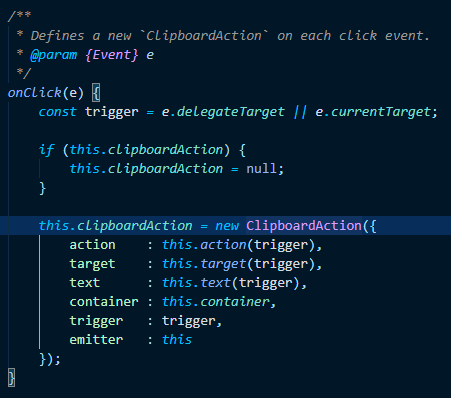 /**
 * Defines a new `ClipboardAction` on each click event.
 * @param {Event} e
 */
onClick(e) {
    const trigger = e.delegateTarget || e.currentTarget;

    if (this.clipboardAction) {
        this.clipboardAction = null;
    }

    this.clipboardAction = new ClipboardAction({
        action    : this.action(trigger),
        target    : this.target(trigger),
        text      : this.text(trigger),
        container : this.container,
        trigger   : trigger,
        emitter   : this
    });
}